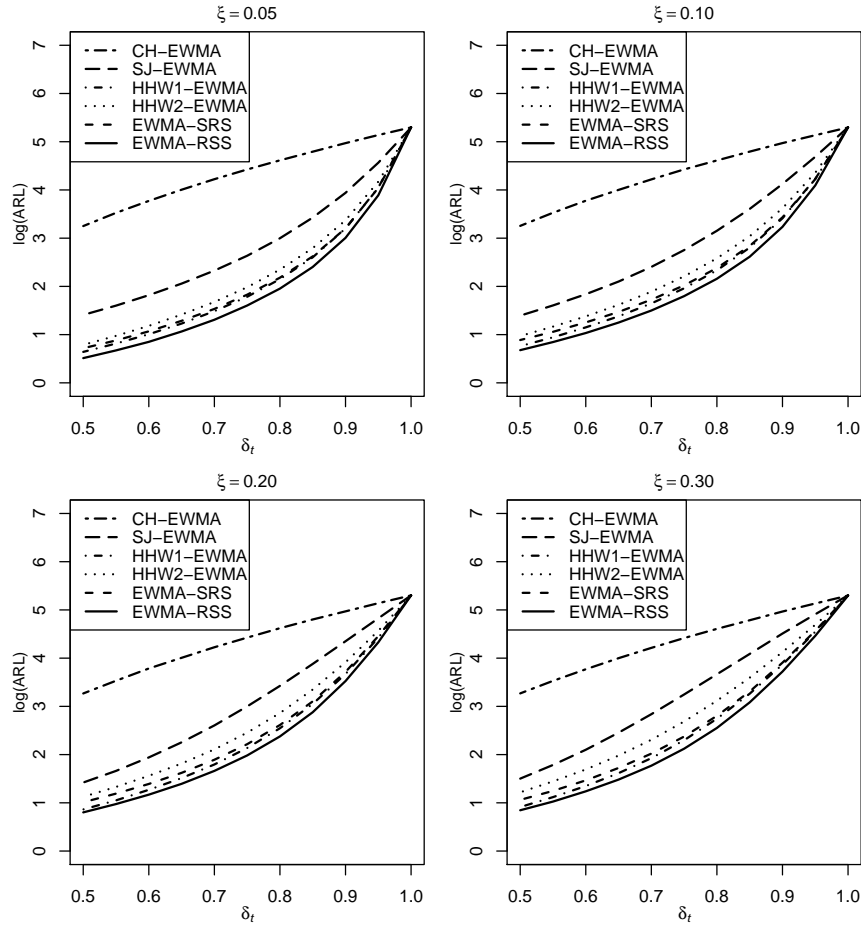 ξ = 0.05
7
6
5
4
3
2
1
0
log(ARL)
CH−EWMA
SJ−EWMA
HHW1−EWMA
HHW2−EWMA
EWMA−SRS
EWMA−RSS
0.5 0.6 0.7 0.8 0.9 1.0
δt
ξ = 0.10
7
6
5
4
3
2
1
0
log(ARL)
CH−EWMA
SJ−EWMA
HHW1−EWMA
HHW2−EWMA
EWMA−SRS
EWMA−RSS
0.5 0.6 0.7 0.8 0.9 1.0
δt
ξ = 0.20
7
6
5
4
3
2
1
0
log(ARL)
CH−EWMA
SJ−EWMA
HHW1−EWMA
HHW2−EWMA
EWMA−SRS
EWMA−RSS
0.5 0.6 0.7 0.8 0.9 1.0
δt
ξ = 0.30
7
6
5
4
3
2
1
0
log(ARL)
CH−EWMA
SJ−EWMA
HHW1−EWMA
HHW2−EWMA
EWMA−SRS
EWMA−RSS
0.5 0.6 0.7 0.8 0.9 1.0
δt